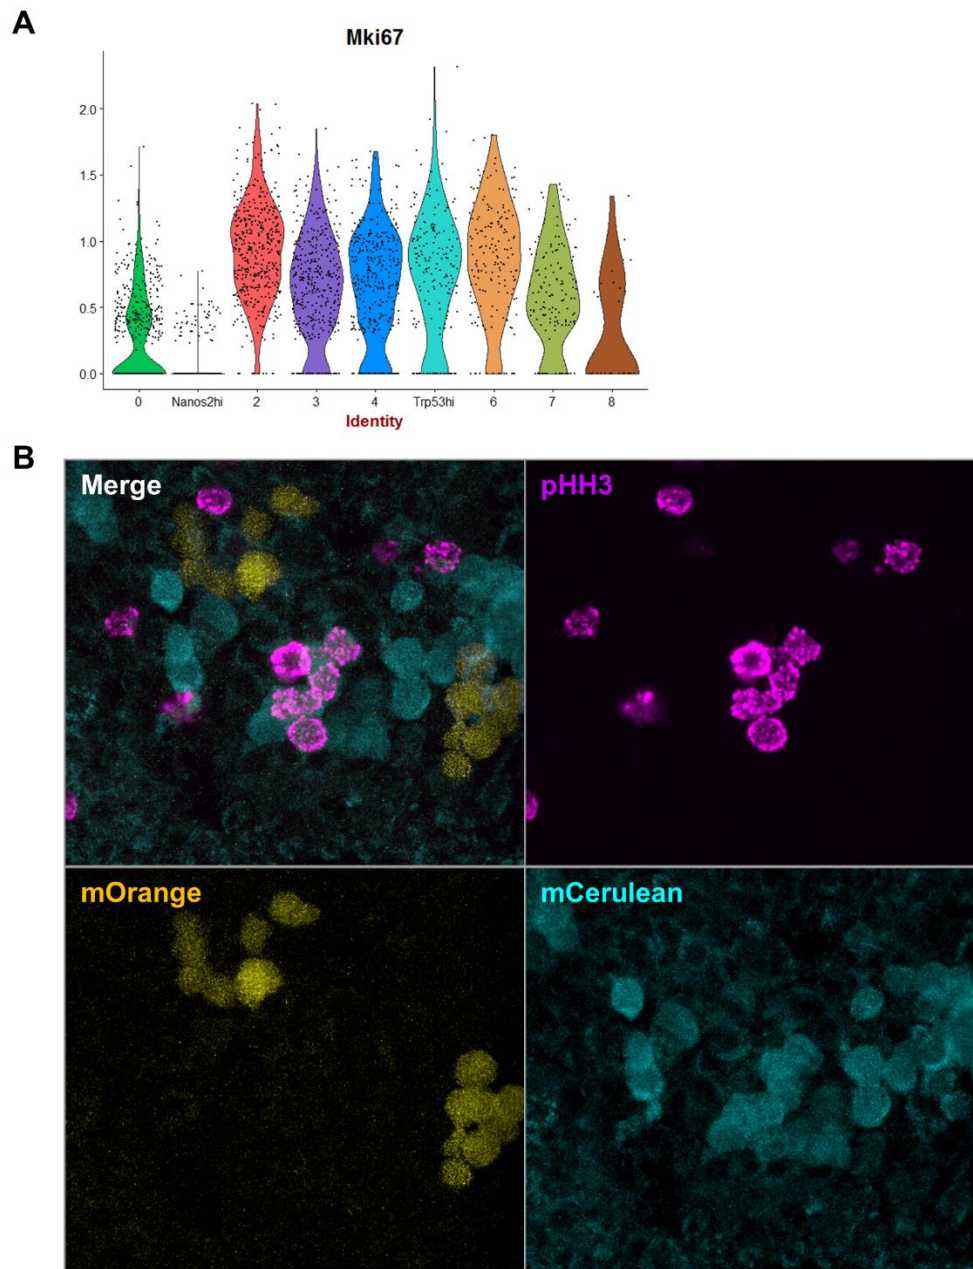 A
Mki67
2.0
1.5
1.0
0.5
0.0
0 Nanos2hi 2 3 4 Trp53hi 6 7 8
Identity
B
Merge
pHH3
mOrange
mCerulean